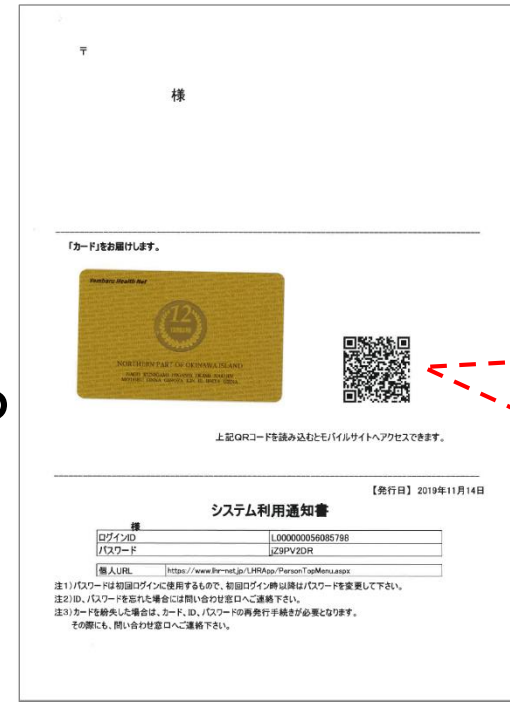 〒
様
「カード」をお届けします。
Yambaru Health Net
12
NORTHERN PART OF OKINAWA ISLAND
上記QRコードを読み込むとモバイルサイトへアクセスできます。
【発行日】 2019年11月14日
システム利用通知書
様
ログインID L000000056085798
パスワード jZ9PV2DR
個人URL https://www.lhr-net.jp/LHRApp/PersonTopMenu.aspx
注1)パスワードは初回ログインに使用するもので、初回ログイン時以降はパスワードを変更して下さい。
注2)ID、パスワードを忘れた場合には問い合わせ窓口へご連絡下さい。
注3)カードを紛失した場合は、カード、ID、パスワードの再発行手続きが必要となります。
その際にも、問い合わせ窓口へご連絡下さい。